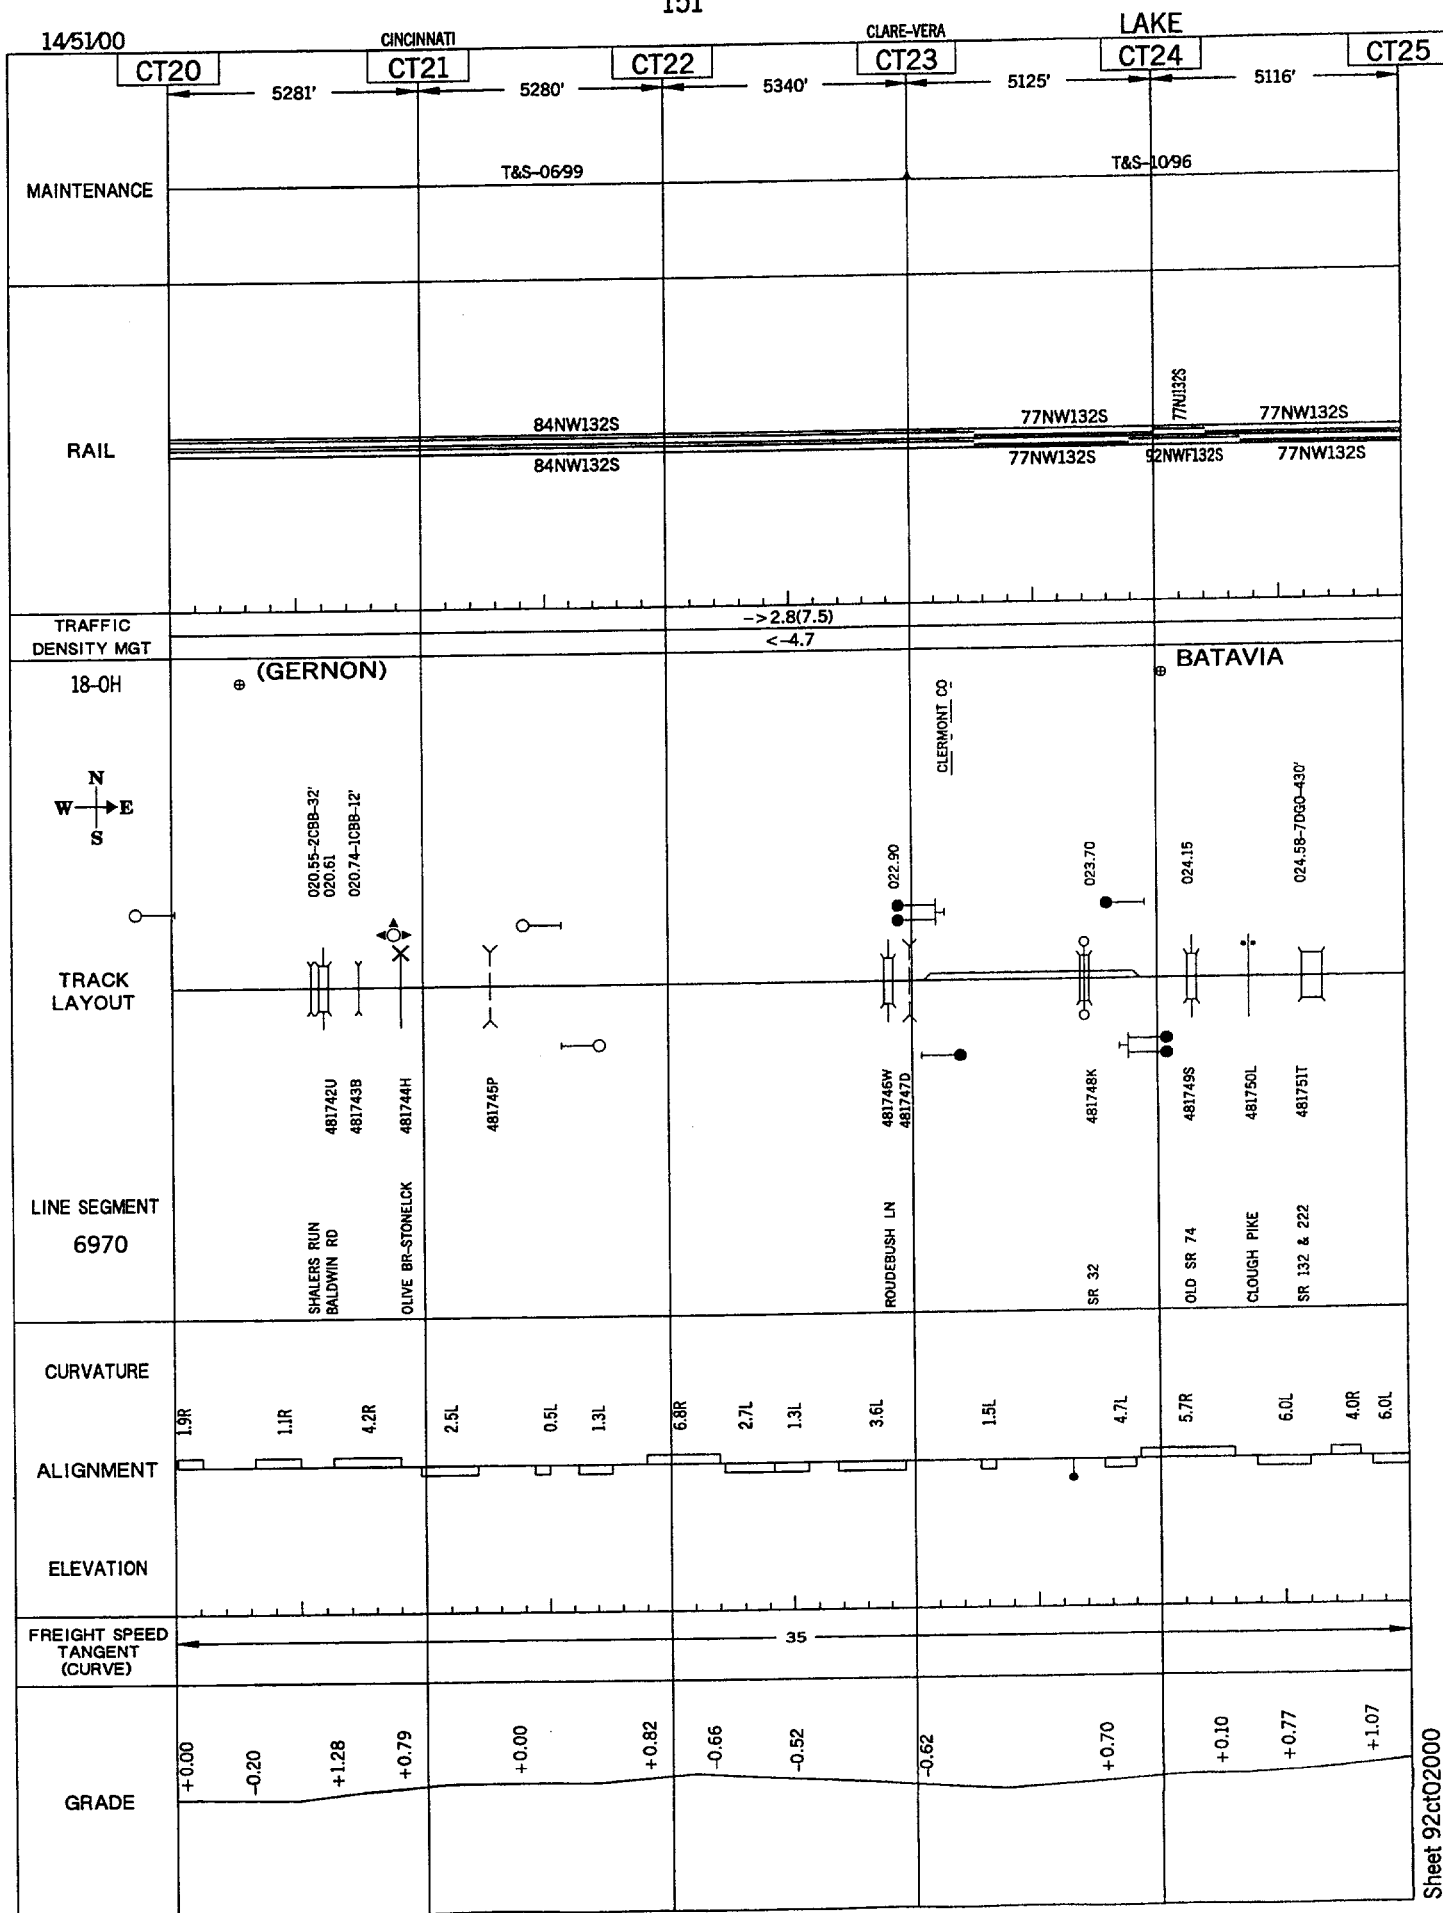 151
14/51/00
CINCINNATI
CLARE-VERA
LAKE
CT20
CT21
CT22
CT23
CT24
CT25
5281'
5280'
5340'
5125'
5116'
MAINTENANCE
T&S-06/99
T&S-10/96
RAIL
84NW132S
77NW132S
77NJ132S
77NW132S
84NW132S
77NW132S
92NWF132S
77NW132S
TRAFFIC
DENSITY MGT
->2.8(7.5)
<-4.7
18-OH
(GERNON)
BATAVIA
CLERMONT CO
N
W E
S
020.55-2CBB-32'
020.61
020.74-1CBB-12'
022.90
023.70
024.15
024.58-7DGO-430'
TRACK
LAYOUT
481742U
481743B
481744H
481745P
481746W
481747D
481748K
481749S
481750L
481751T
LINE SEGMENT
6970
SHALERS RUN
BALDWIN RD
OLIVE BR-STONELCK
ROUDEBUSH LN
SR 32
OLD SR 74
CLOUGH PIKE
SR 132 & 222
CURVATURE
1.9R
1.1R
4.2R
2.5L
0.5L
1.3L
6.8R
2.7L
1.3L
3.6L
1.5L
4.7L
5.7R
6.0L
4.0R
6.0L
ALIGNMENT
ELEVATION
FREIGHT SPEED
TANGENT
(CURVE)
35
GRADE
+0.00
-0.20
+1.28
+0.79
+0.00
+0.82
-0.66
-0.52
-0.62
+0.70
+0.10
+0.77
+1.07
Sheet 92ct02000